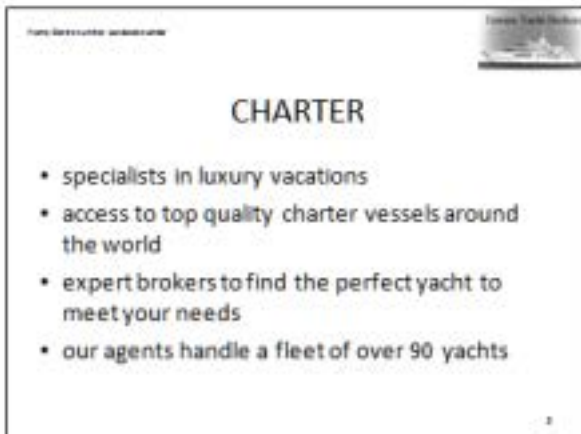 CHARTER
• specialists in luxury vacations
• access to top quality charter vessels around
the world
• expert brokers to find the perfect yacht to
meet your needs
• our agents handle a fleet of over 90 yachts